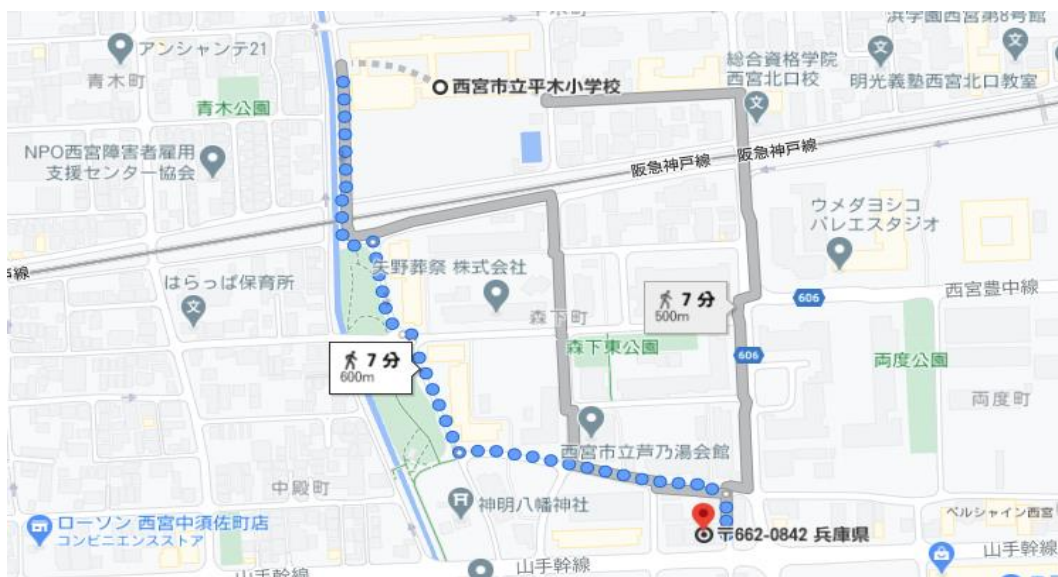 アンシャンテ21
青木町
青木公園
西宮市立平木小学校
総合資格学院
西宮北口校
浜学園西宮第8号館
明光義塾西宮北口教室
NPO西宮障害者雇用
支援センター協会
阪急神戸線
阪急神戸線
ウメダヨシコ
バレエスタジオ
戸線
はらっぱ保育所
矢野葬祭 株式会社
7 分
500m
606
西宮豊中線
森下町
7 分
600m
森下東公園
606
両度公園
両度町
西宮市立芦乃湯会館
中殿町
神明八幡神社
ローソン 西宮中須佐町店
コンビニエンスストア
〒662-0842 兵庫県
ベルシャイン西宮
山手幹線
山手幹線
山手幹線